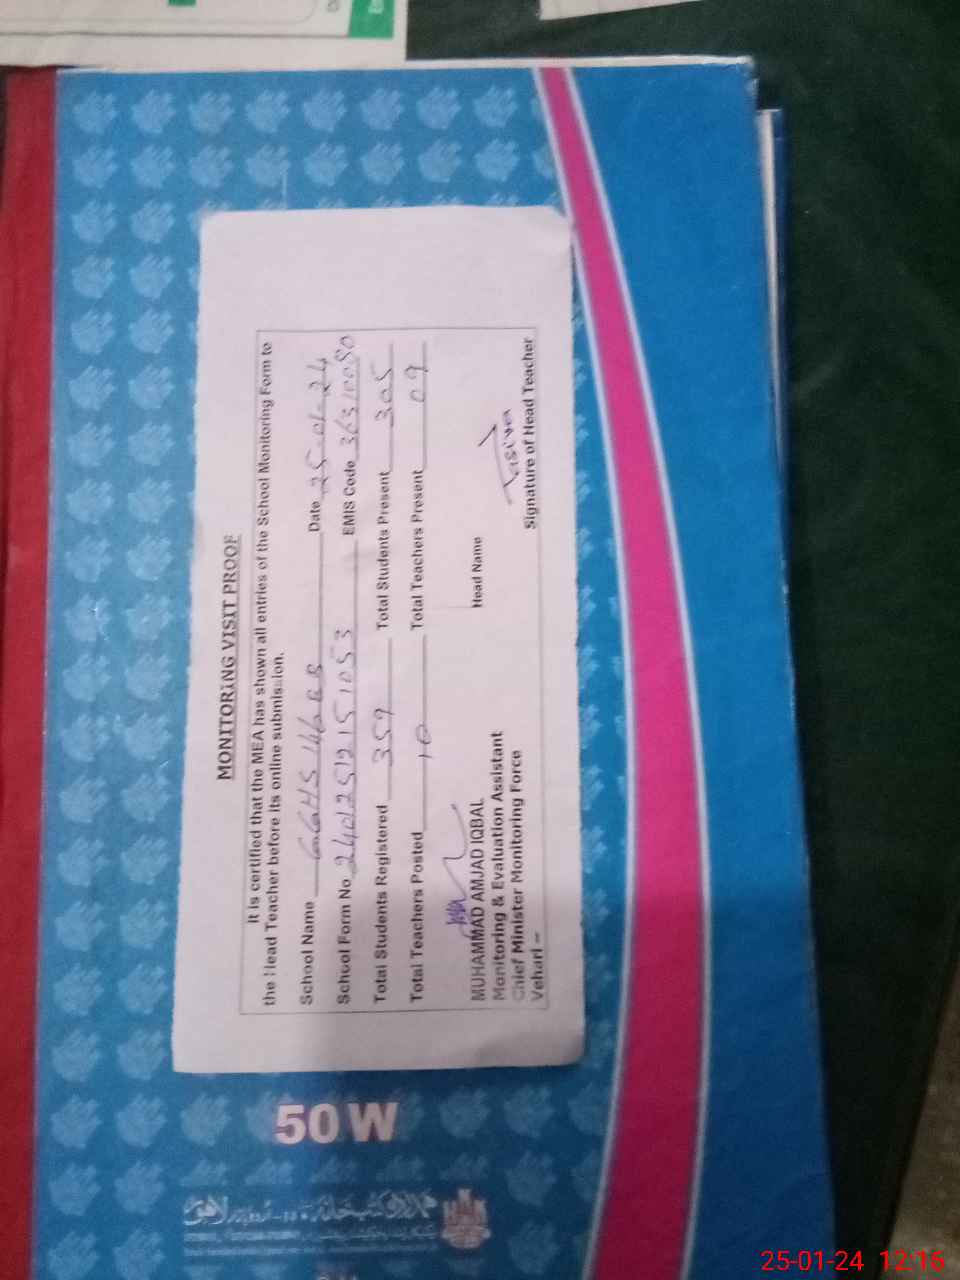 MONITORING VISIT PROOF
It is certified that the MEA has shown all entries of the School Monitoring Form to
the Head Teacher before its online submission.
School Name GGHS 146 EB Date 25-01-24
School Form No 24012512151053 EMIS Code 36310050
Total Students Registered 359 Total Students Present 305
Total Teachers Posted 10 Total Teachers Present 09
MUHAMMAD AMJAD IQBAL Head Name
Monitoring & Evaluation Assistant
Chief Minister Monitoring Force
Vehari – Signature of Head Teacher
50 W
25-01-24 12:16